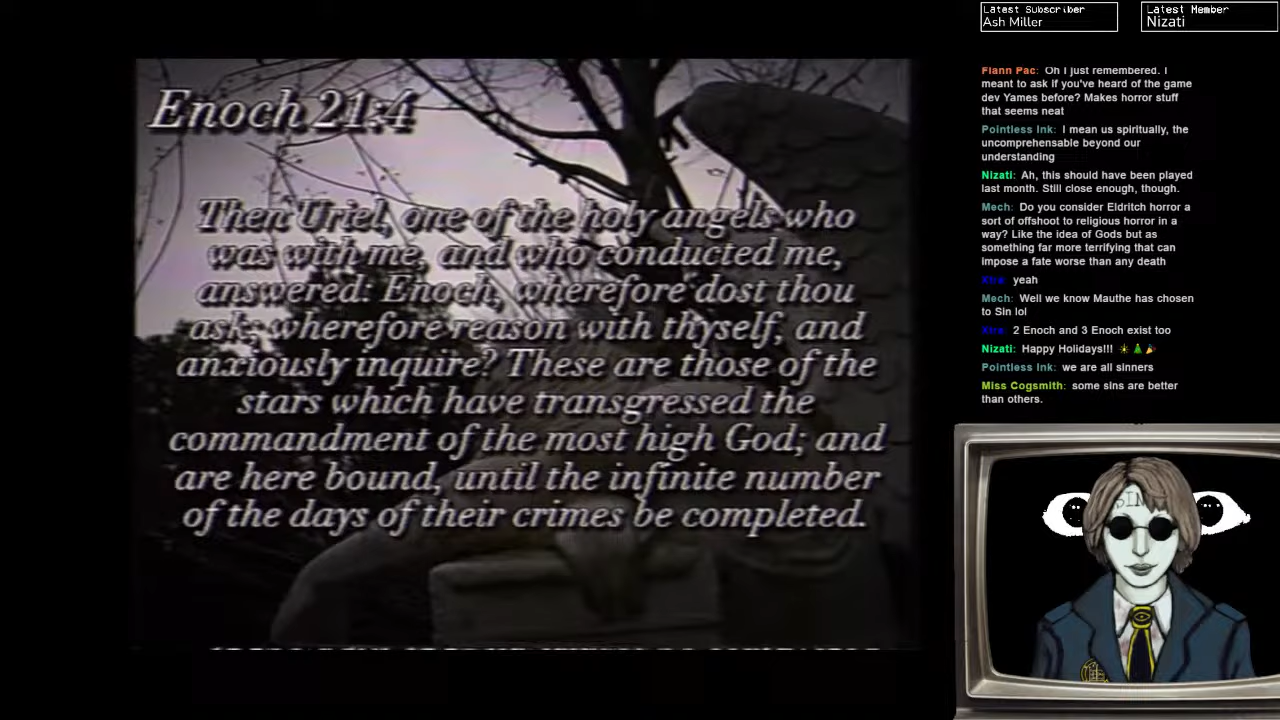 Latest Subscriber
Ash Miller
Latest Member
Nizati
Enoch 21:4
Then Uriel, one of the holy angels who
was with me, and who conducted me,
answered: Enoch, wherefore dost thou
ask; wherefore reason with thyself, and
anxiously inquire? These are those of the
stars which have transgressed the
commandment of the most high God; and
are here bound, until the infinite number
of the days of their crimes be completed.
Flann Pac: Oh I just remembered. I
meant to ask if you've heard of the game
dev Yames before? Makes horror stuff
that seems neat
Pointless Ink: I mean us spiritually, the
uncomprehensable beyond our
understanding
Nizati: Ah, this should have been played
last month. Still close enough, though.
Mech: Do you consider Eldritch horror a
sort of offshoot to religious horror in a
way? Like the idea of Gods but as
something far more terrifying that can
impose a fate worse than any death
yeah
Mech: Well we know Mauthe has chosen
to Sin lol
2 Enoch and 3 Enoch exist too
Nizati: Happy Holidays!!! ☀️🎄🎉
Pointless Ink: we are all sinners
Miss Cogsmith: some sins are better
than others.
SIN